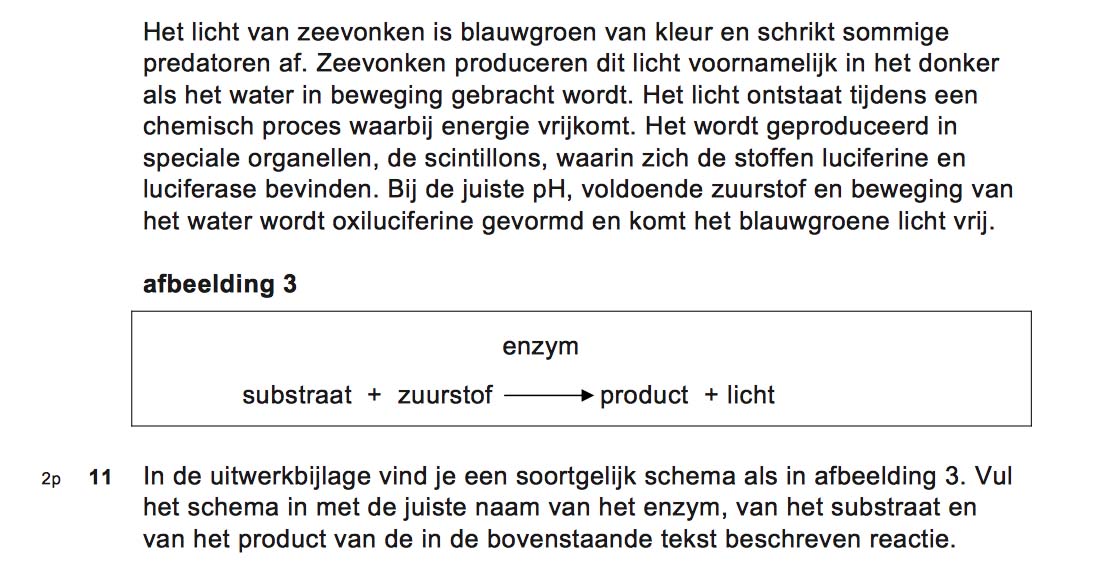 Het licht van zeevonken is blauwgroen van kleur en schrikt sommige
predatoren af. Zeevonken produceren dit licht voornamelijk in het donker
als het water in beweging gebracht wordt. Het licht ontstaat tijdens een
chemisch proces waarbij energie vrijkomt. Het wordt geproduceerd in
speciale organellen, de scintillons, waarin zich de stoffen luciferine en
luciferase bevinden. Bij de juiste pH, voldoende zuurstof en beweging van
het water wordt oxiluciferine gevormd en komt het blauwgroene licht vrij.
afbeelding 3
enzym
substraat + zuurstof ⟶ product + licht
2p 11 In de uitwerkbijlage vind je een soortgelijk schema als in afbeelding 3. Vul
het schema in met de juiste naam van het enzym, van het substraat en
van het product van de in de bovenstaande tekst beschreven reactie.